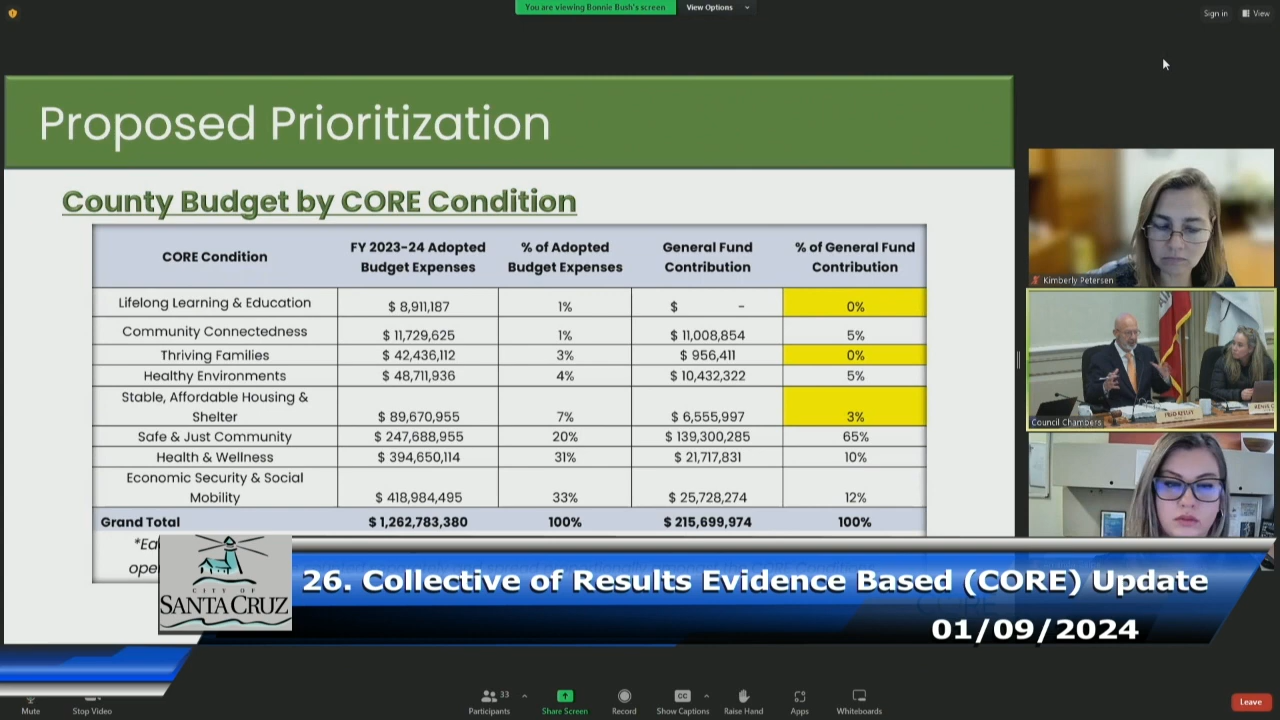 You are viewing Bonnie Bush's screen
View Options
Sign in
View
Proposed Prioritization
County Budget by CORE Condition
CORE Condition
FY 2023-24 Adopted Budget Expenses
% of Adopted Budget Expenses
General Fund Contribution
% of General Fund Contribution
Lifelong Learning & Education $ 8,911,187 1% $ - 0%
Community Connectedness $ 11,729,625 1% $ 11,008,854 5%
Thriving Families $ 42,436,112 3% $ 956,411 0%
Healthy Environments $ 48,711,936 4% $ 10,432,322 5%
Stable, Affordable Housing &
Shelter $ 89,670,955 7% $ 6,555,997 3%
Safe & Just Community $ 247,688,955 20% $ 139,300,285 65%
Health & Wellness $ 394,650,114 31% $ 21,717,831 10%
Economic Security & Social
Mobility $ 418,984,495 33% $ 25,728,274 12%
Grand Total $ 1,262,783,380 100% $ 215,699,974 100%
Kimberly Petersen
Council Chambers
FRED KEELEY
CITY OF
SANTA CRUZ
26. Collective of Results Evidence Based (CORE) Update
01/09/2024
Mute
Stop Video
Participants
33
Share Screen
Record
CC
Show Captions
Raise Hand
Apps
Whiteboards
Leave